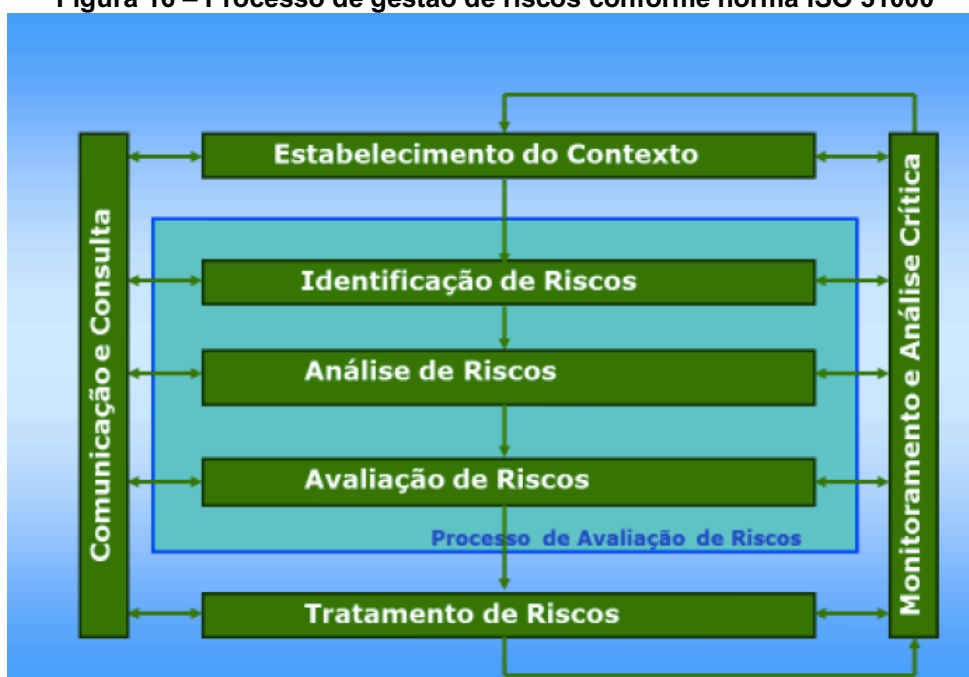 Figura 16 – Processo de gestão de riscos conforme norma ISO 31000
Estabelecimento do Contexto
Comunicação e Consulta
Identificação de Riscos
Análise de Riscos
Avaliação de Riscos
Processo de Avaliação de Riscos
Tratamento de Riscos
Monitoramento e Análise Crítica